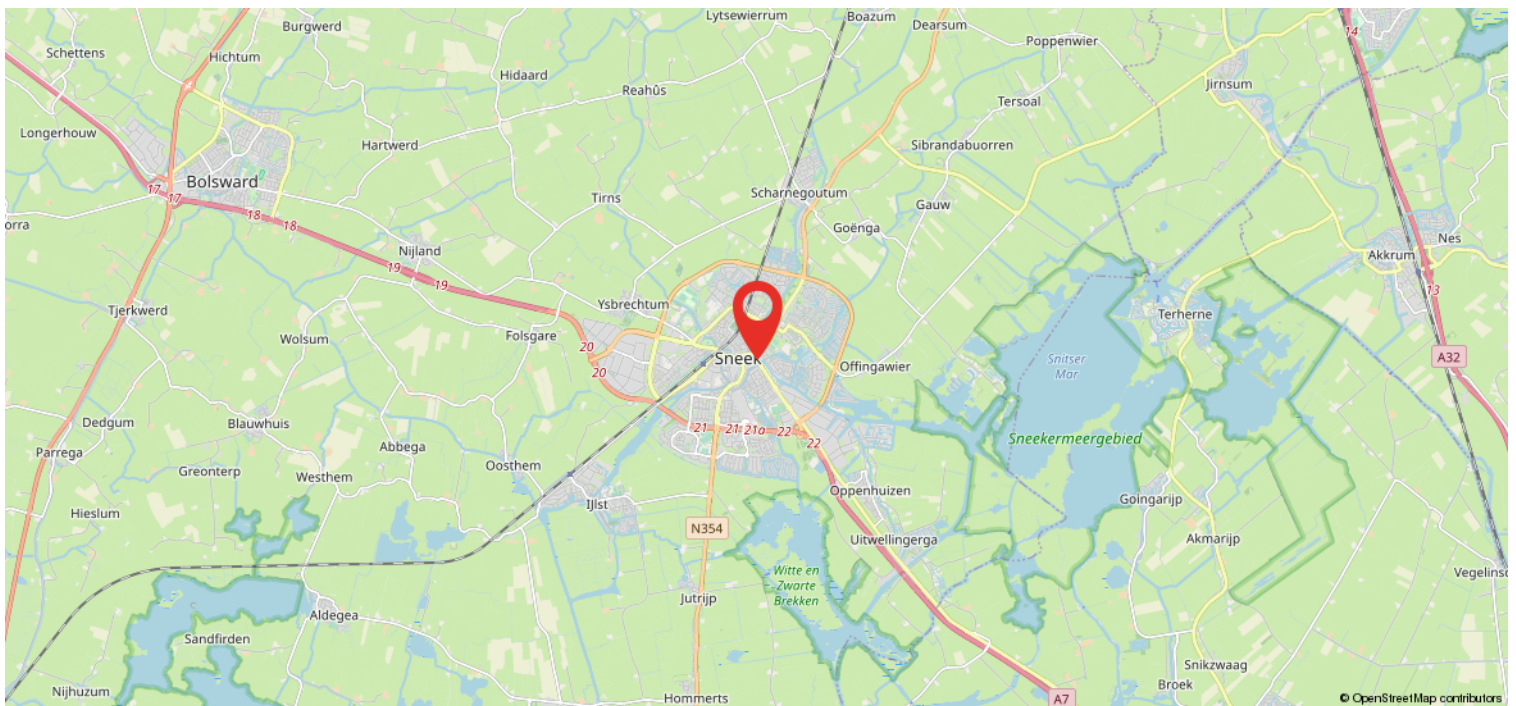 Lytsewierrum
Boazum
Dearsum
Burgwerd
Schettens
Hichtum
Poppenwier
14
Hidaard
Reahûs
Jirnsum
Tersoal
Longerhouw
Hartwerd
Sibrandabuorren
Bolsward
17
17
Scharnegoutum
Tirns
Gauw
18
18
orra
Goënga
Nijland
Nes
Akkrum
19
19
13
Ysbrechtum
Tjerkwerd
Terherne
Wolsum
Folsgare
20
20
Sneek
Offingawier
Snitser
Mar
A32
Dedgum
Blauwhuis
Abbega
21
21
21a
22
22
Sneekermeergebied
Parrega
Greonterp
Westhem
Oosthem
Oppenhuizen
Goingarijp
Hieslum
IJlst
N354
Uitwellingerga
Akmarijp
Witte en
Zwarte
Brekken
Vegelinso
Jutrijp
Aldegea
Sandfirden
Snikzwaag
Broek
Nijhuzum
Hommerts
A7
© OpenStreetMap contributors